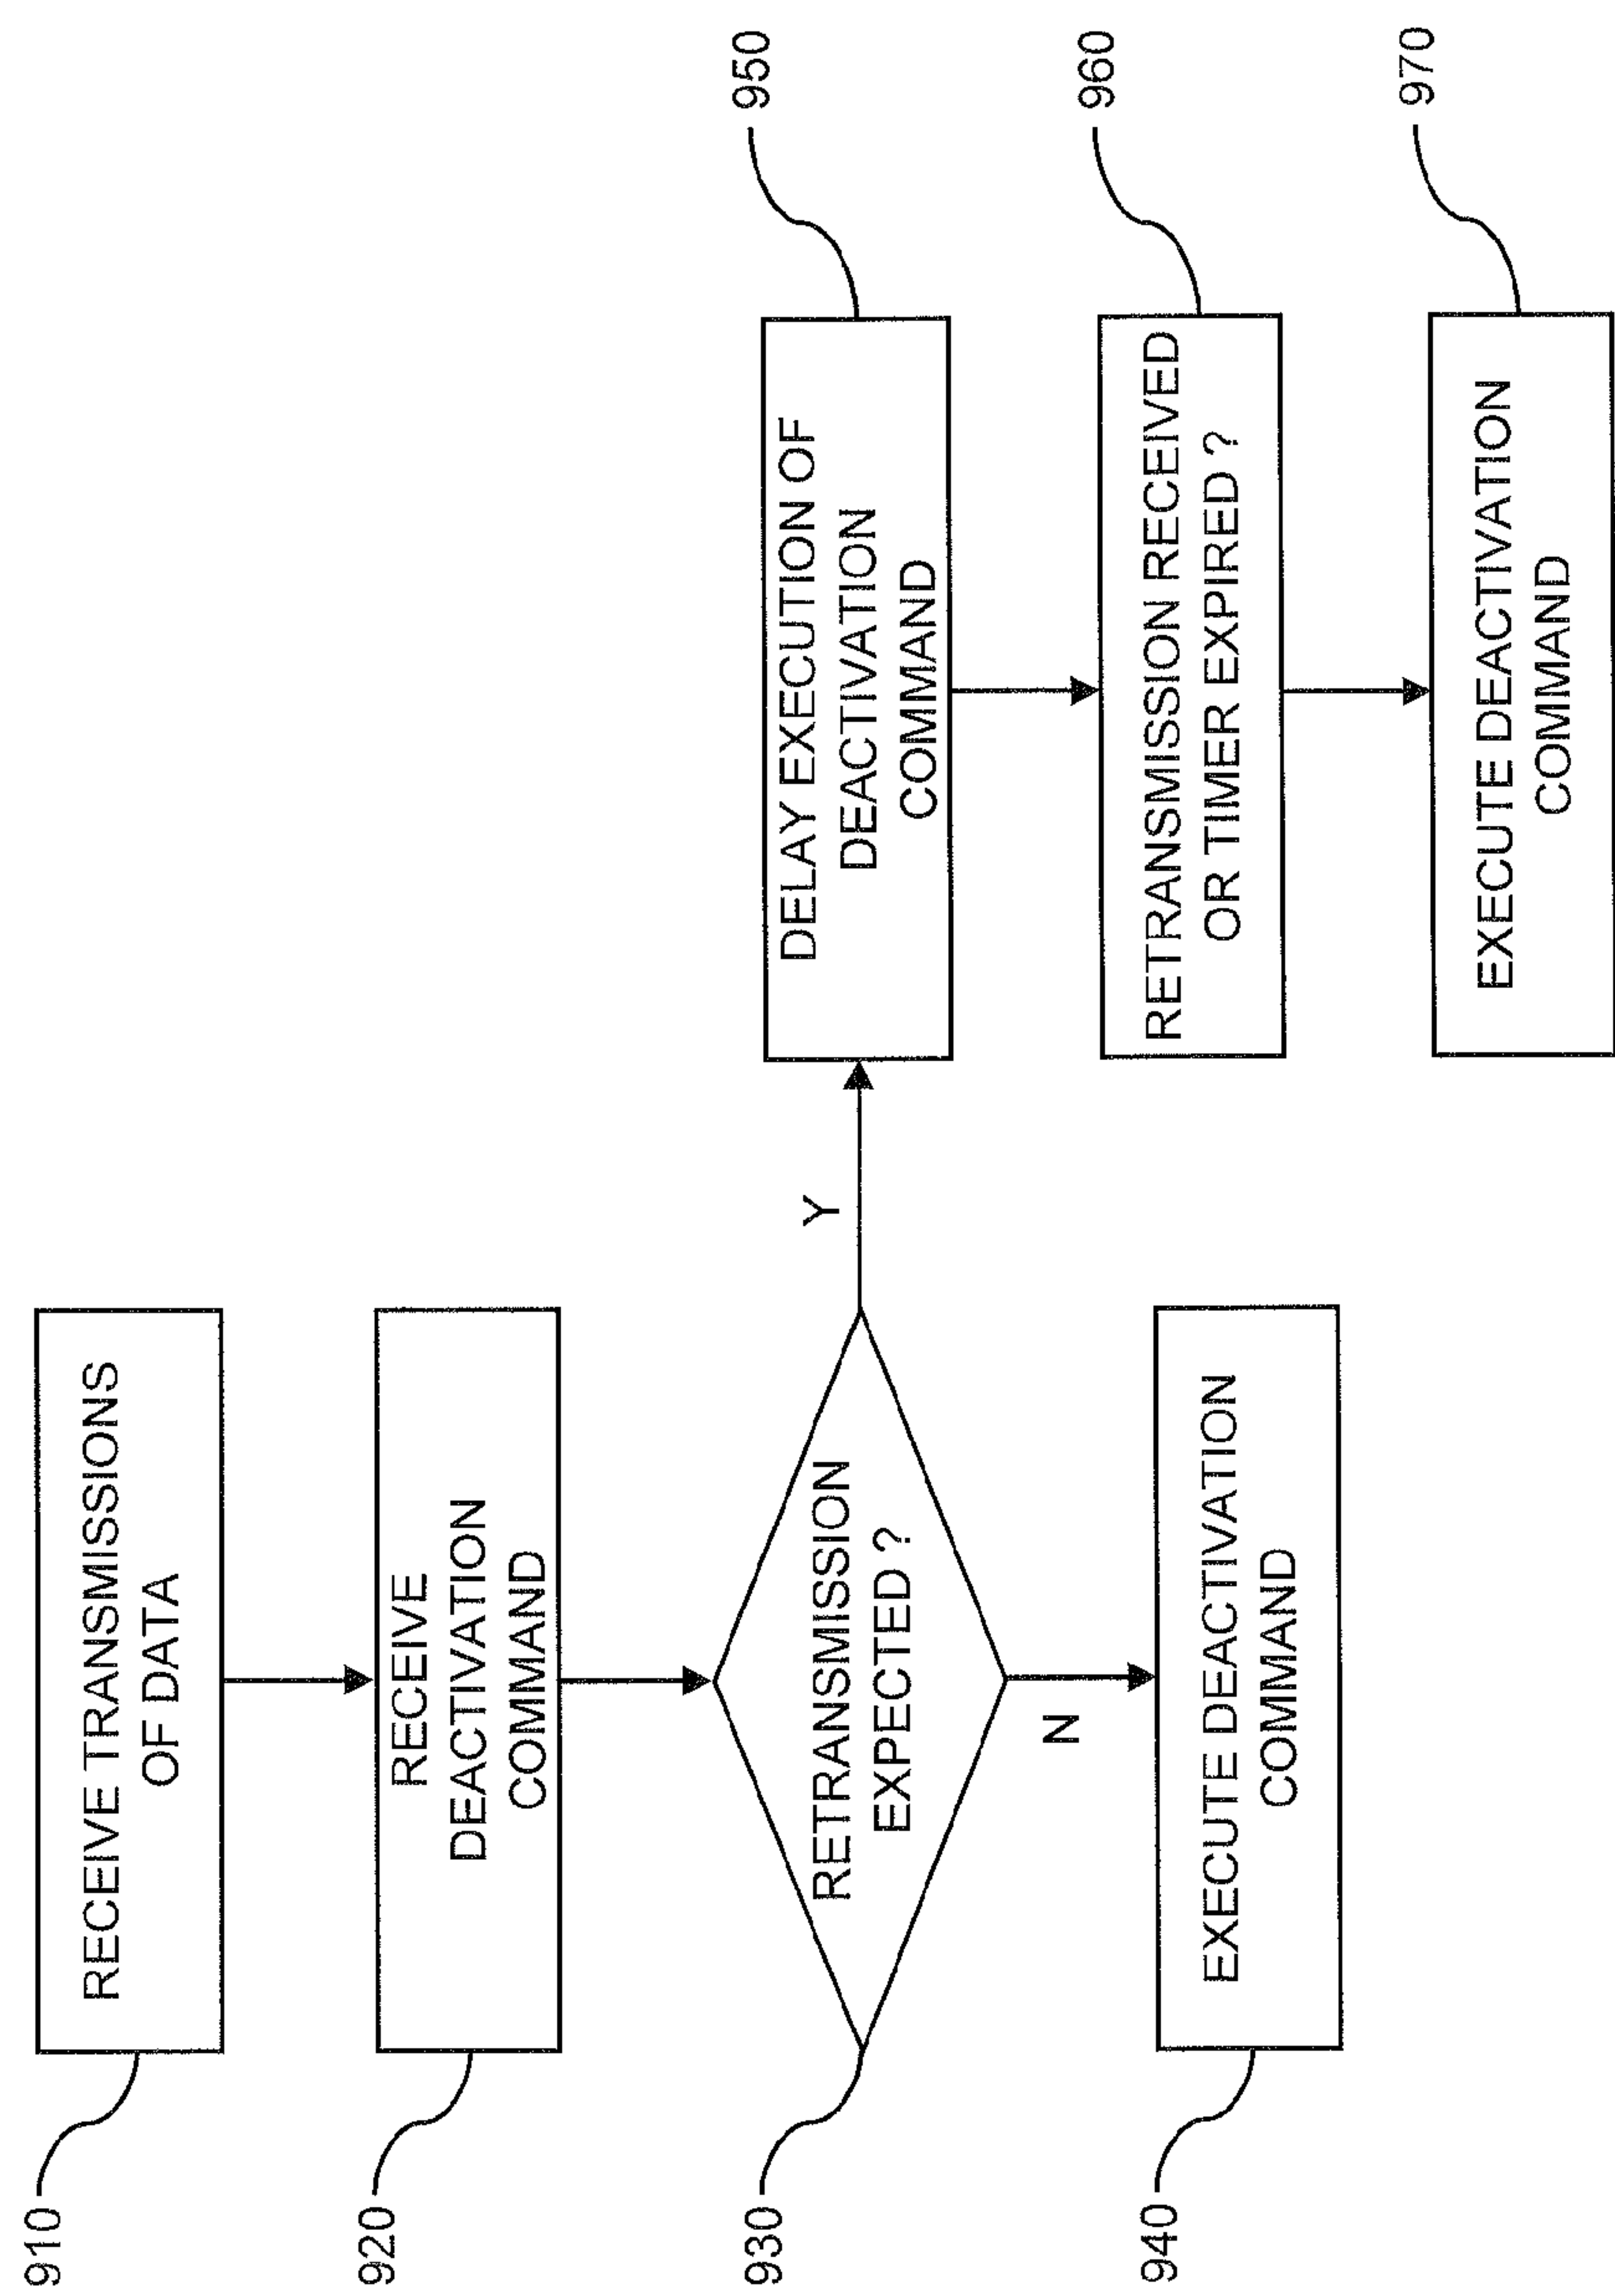 910
RECEIVE TRANSMISSIONS
OF DATA
920
RECEIVE
DEACTIVATION
COMMAND
930
RETRANSMISSION
EXPECTED ?
Y
N
940
EXECUTE DEACTIVATION
COMMAND
950
DELAY EXECUTION OF
DEACTIVATION
COMMAND
960
RETRANSMISSION RECEIVED
OR TIMER EXPIRED ?
970
EXECUTE DEACTIVATION
COMMAND